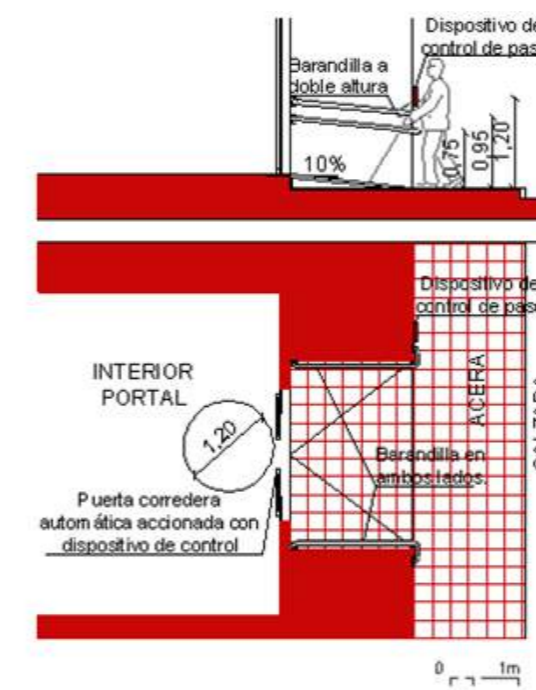 Dispositivo de
control de pas
Barandilla a
doble altura
10%
0,75
0,95
1,20
Dispositivo de
control de paso
INTERIOR
PORTAL
ACERA
1,20
Barandilla en
ambos lados.
Puerta corredera
automática accionada con
dispositivo de control
0 1m